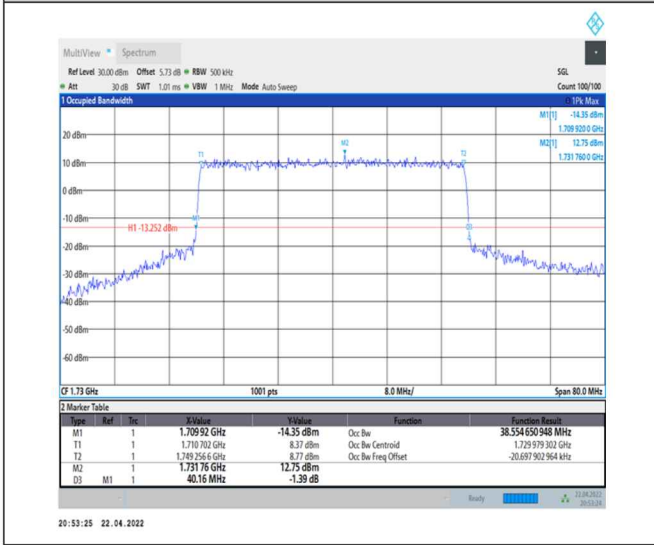 MultiView Spectrum
Ref Level 30.00 dBm Offset 5.73 dB RBW 500 kHz SGL
Att 30 dB SWT 1.01 ms VBW 1 MHz Mode Auto Sweep Count 100/100
1 Occupied Bandwidth 1Pk Max
M1[1] -14.35 dBm
1.709 920 0 GHz
M2[1] 12.75 dBm
1.731 760 0 GHz
20 dBm
M2
T1 T2
10 dBm
0 dBm
-10 dBm
M1
H1 -13.252 dBm
D3
-20 dBm
-30 dBm
-40 dBm
-50 dBm
-60 dBm
CF 1.73 GHz 1001 pts 8.0 MHz/ Span 80.0 MHz
2 Marker Table
Type Ref Trc X-Value Y-Value Function Function Result
M1 1 1.709 92 GHz -14.35 dBm Occ Bw 38.554 650 948 MHz
T1 1 1.710 702 GHz 8.37 dBm Occ Bw Centroid 1.729 979 302 GHz
T2 1 1.749 256 6 GHz 8.77 dBm Occ Bw Freq Offset -20.697 902 964 kHz
M2 1 1.731 76 GHz 12.75 dBm
D3 M1 1 40.16 MHz -1.39 dB
Ready 22.04.2022
20:53:24
20:53:25 22.04.2022